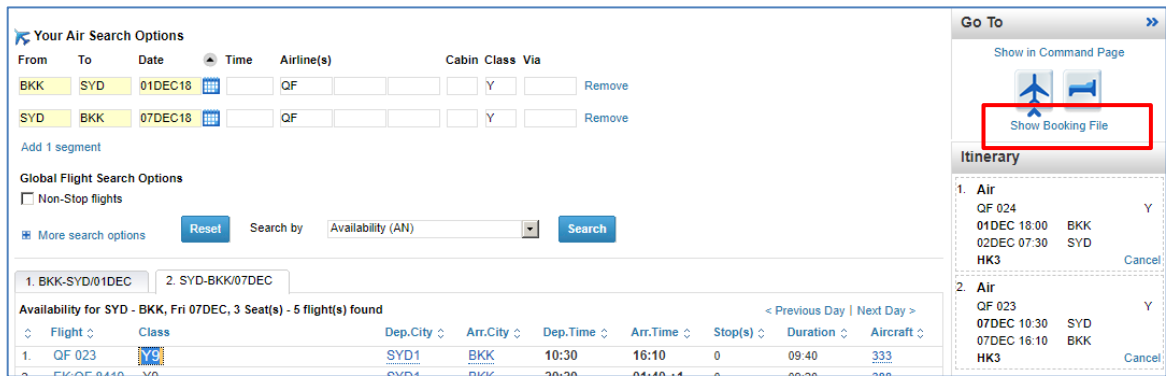 Your Air Search Options
From To Date Time Airline(s) Cabin Class Via
BKK SYD 01DEC18 QF Y Remove
SYD BKK 07DEC18 QF Y Remove
Add 1 segment
Global Flight Search Options
Non-Stop flights
More search options Reset Search by Availability (AN) Search
1. BKK-SYD/01DEC 2. SYD-BKK/07DEC
Availability for SYD - BKK, Fri 07DEC, 3 Seat(s) - 5 flight(s) found < Previous Day | Next Day >
Flight Class Dep.City Arr.City Dep.Time Arr.Time Stop(s) Duration Aircraft
1. QF 023 Y9 SYD1 BKK 10:30 16:10 0 09:40 333
Go To »
Show in Command Page
Show Booking File
Itinerary
1. Air
QF 024 Y
01DEC 18:00 BKK
02DEC 07:30 SYD
HK3 Cancel
2. Air
QF 023 Y
07DEC 10:30 SYD
07DEC 16:10 BKK
HK3 Cancel